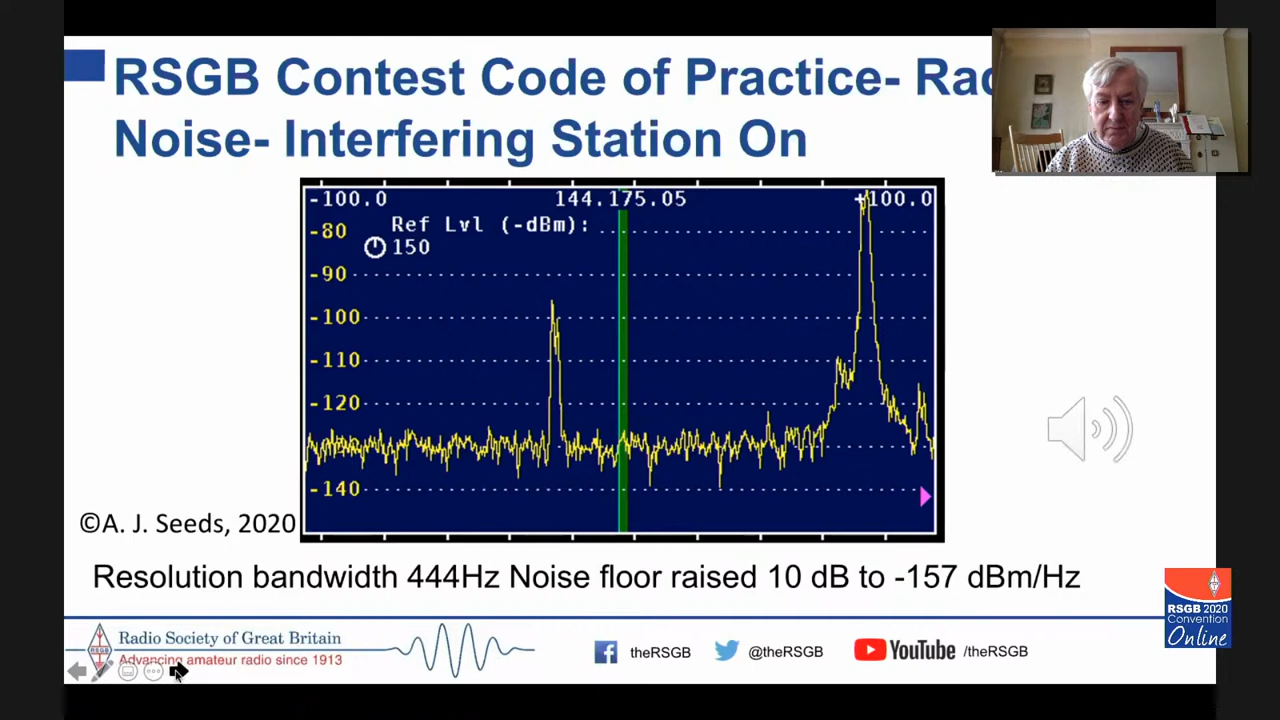 RSGB Contest Code of Practice- Rad
Noise- Interfering Station On
-100.0 144.175.05 +100.0
Ref Lvl (-dBm):
150
-80
-90
-100
-110
-120
-140
©A. J. Seeds, 2020
Resolution bandwidth 444Hz Noise floor raised 10 dB to -157 dBm/Hz
RSGB 2020
Convention
Online
RSGB
Radio Society of Great Britain
Advancing amateur radio since 1913
theRSGB
@theRSGB
YouTube /theRSGB